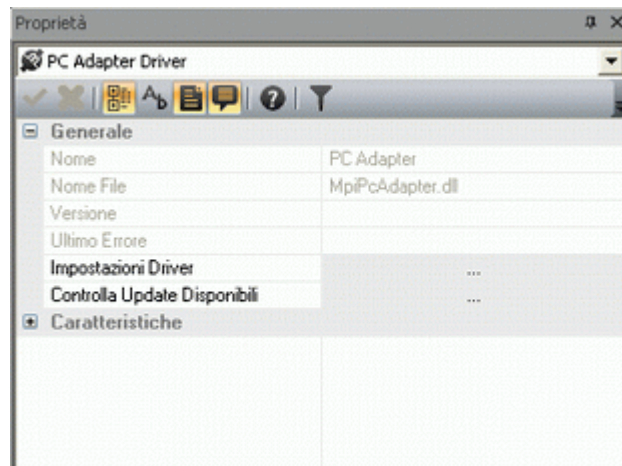 Proprietà
PC Adapter Driver
Generale
Nome PC Adapter
Nome File MpiPcAdapter.dll
Versione
Ultimo Errore
Impostazioni Driver ...
Controlla Update Disponibili ...
Caratteristiche